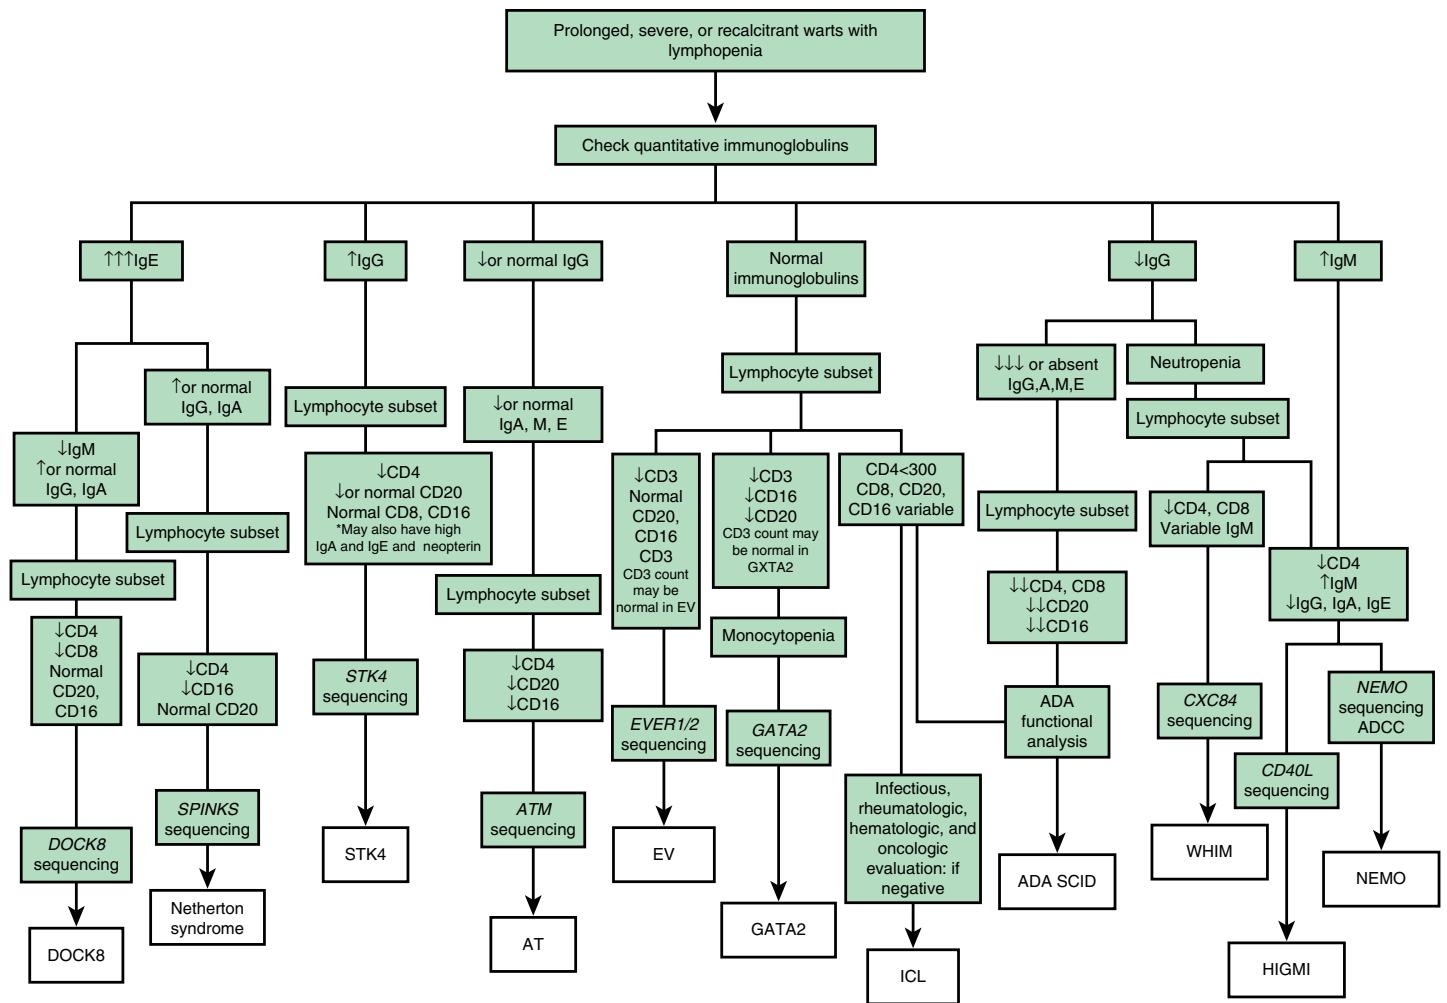 Prolonged, severe, or recalcitrant warts with
lymphopenia
Check quantitative immunoglobulins
↑↑↑IgE
↑IgG
↓or normal IgG
Normal
immunoglobulins
↓IgG
↑IgM
↓IgM
↑or normal
IgG, IgA
Lymphocyte subset
↓CD4
↓CD8
Normal
CD20,
CD16
DOCK8
sequencing
DOCK8
↑or normal
IgG, IgA
Lymphocyte subset
↓CD4
↓CD16
Normal CD20
SPINKS
sequencing
Netherton
syndrome
Lymphocyte subset
↓CD4
↓or normal CD20
Normal CD8, CD16
*May also have high
IgA and IgE and neopterin
STK4
sequencing
STK4
↓or normal
IgA, M, E
Lymphocyte subset
↓CD4
↓CD20
↓CD16
ATM
sequencing
AT
Lymphocyte subset
↓CD3
Normal
CD20,
CD16
CD3
CD3 count
may be
normal in EV
EVER1/2
sequencing
EV
↓CD3
↓CD16
↓CD20
CD3 count may
be normal in
GXTA2
Monocytopenia
GATA2
sequencing
GATA2
CD4<300
CD8, CD20,
CD16 variable
Infectious,
rheumatologic,
hematologic, and
oncologic
evaluation: if
negative
ICL
↓↓↓ or absent
IgG,A,M,E
Lymphocyte subset
↓↓CD4, CD8
↓↓CD20
↓↓CD16
ADA
functional
analysis
ADA SCID
Neutropenia
Lymphocyte subset
↓CD4, CD8
Variable IgM
CXC84
sequencing
WHIM
↓CD4
↑IgM
↓IgG, IgA, IgE
CD40L
sequencing
HIGMI
NEMO
sequencing
ADCC
NEMO